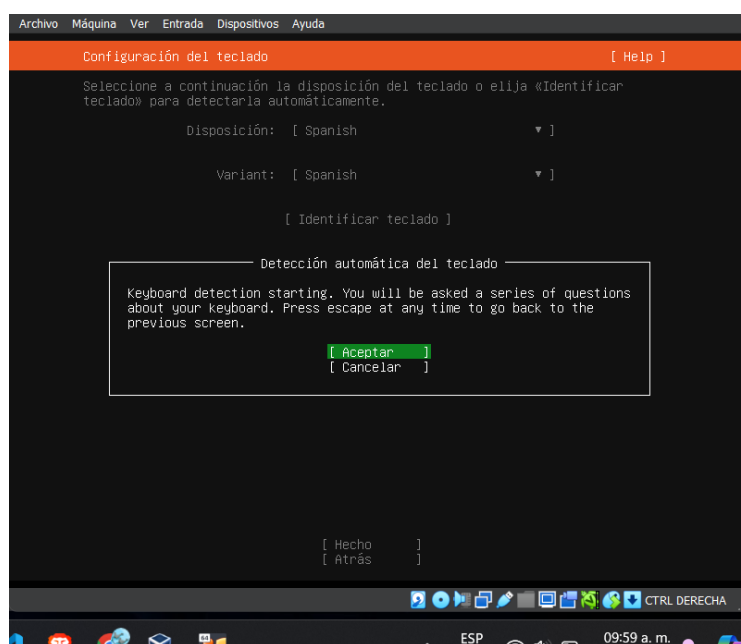 Archivo Máquina Ver Entrada Dispositivos Ayuda
Configuración del teclado [ Help ]
Seleccione a continuación la disposición del teclado o elija «Identificar
teclado» para detectarla automáticamente.
Disposición: [ Spanish ▾ ]
Variant: [ Spanish ▾ ]
[ Identificar teclado ]
Detección automática del teclado
Keyboard detection starting. You will be asked a series of questions
about your keyboard. Press escape at any time to go back to the
previous screen.
[ Aceptar ]
[ Cancelar ]
[ Hecho ]
[ Atrás ]
CTRL DERECHA
ESP 09:59 a. m.